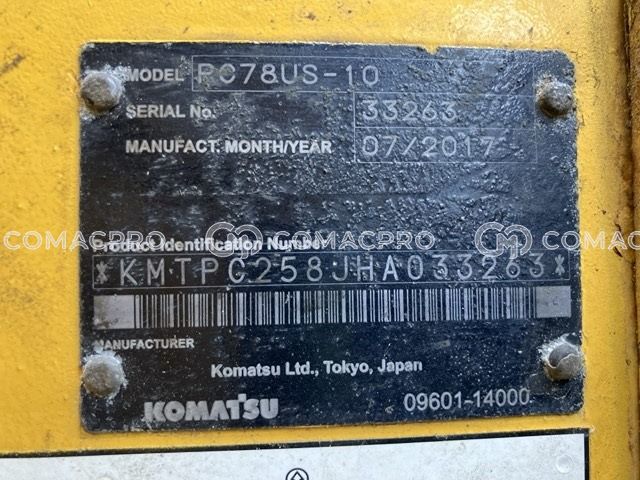 MODEL PC78US-10
SERIAL No. 33263
MANUFACT. MONTH/YEAR 07/2017
Product Identification Number
COMACPRO COMACPRO COMACPRO
*KMTPC258JHA033263*
MANUFACTURER
Komatsu Ltd., Tokyo, Japan
KOMATSU 09601-14000